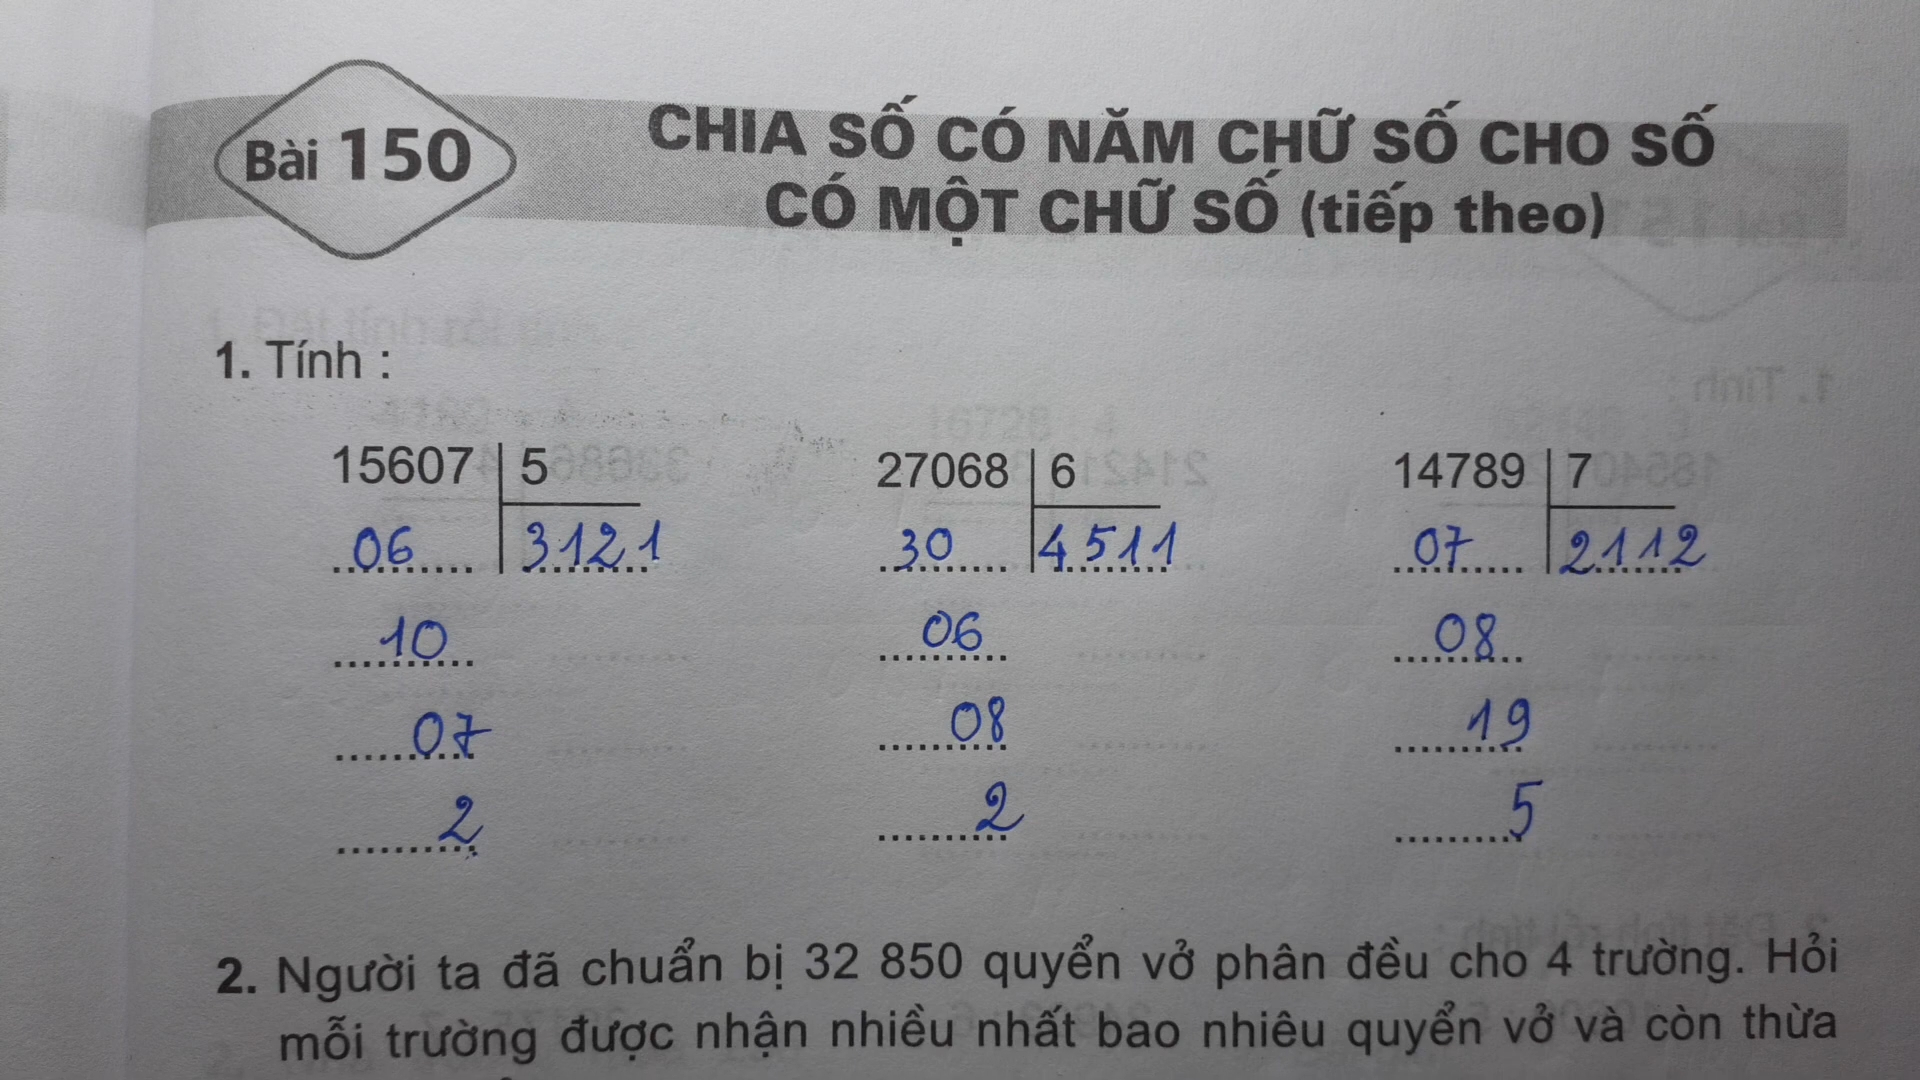 Bài 150
CHIA SỐ CÓ NĂM CHỮ SỐ CHO SỐ
CÓ MỘT CHỮ SỐ (tiếp theo)
1. Tính :
15607 5
06 3121
10
07
2
27068 6
30 4511
06
08
2
14789 7
07 2112
08
19
5
2. Người ta đã chuẩn bị 32 850 quyển vở phân đều cho 4 trường. Hỏi
mỗi trường được nhận nhiều nhất bao nhiêu quyển vở và còn thừa